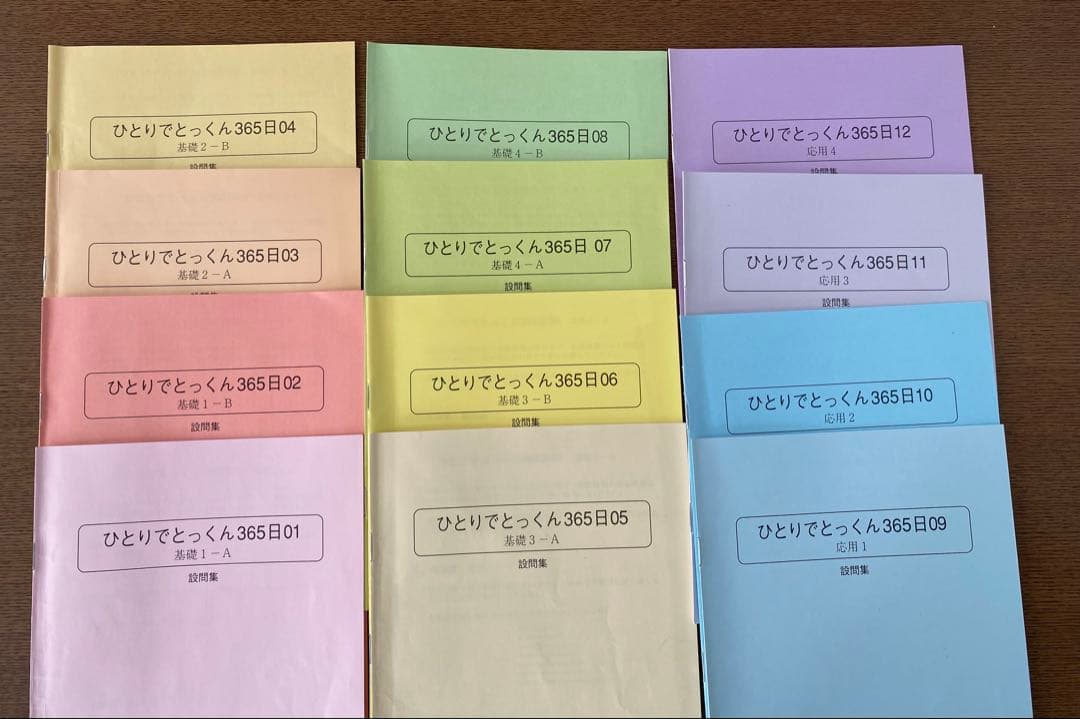 ひとりでとっくん365日04
基礎2－B
設問集
ひとりでとっくん365日03
基礎2－A
設問集
ひとりでとっくん365日02
基礎1－B
設問集
ひとりでとっくん365日01
基礎1－A
設問集
ひとりでとっくん365日08
基礎4－B
ひとりでとっくん365日 07
基礎4－A
設問集
ひとりでとっくん365日06
基礎3－B
設問集
ひとりでとっくん365日05
基礎3－A
設問集
ひとりでとっくん365日12
応用4
設問集
ひとりでとっくん365日11
応用3
設問集
ひとりでとっくん365日10
応用2
ひとりでとっくん365日09
応用1
設問集